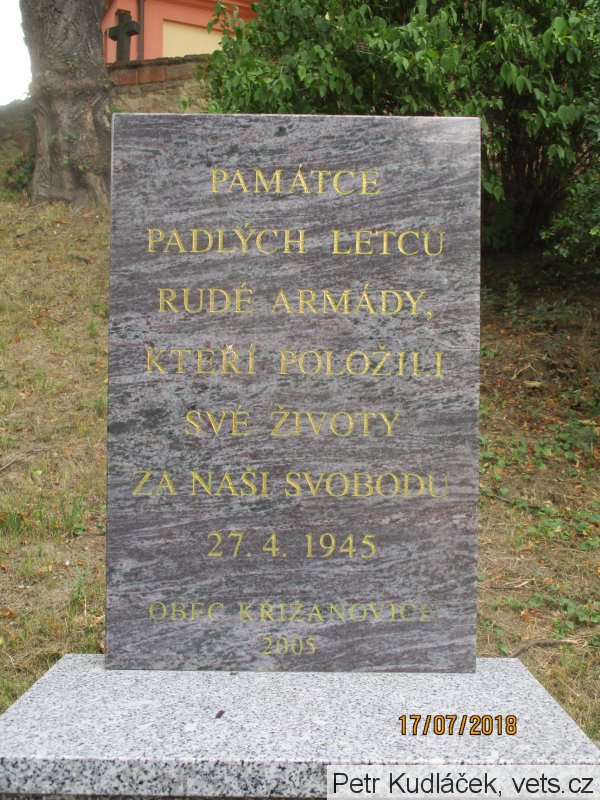 PAMÁTCE
PADLÝCH LETCU
RUDÉ ARMÁDY,
KTEŘÍ POLOŽILI
SVÉ ŽIVOTY
ZA NAŠI SVOBODU
27. 4. 1945
OBEC KŘIŽANOVICE
2005
17/07/2018
Petr Kudláček, vets.cz